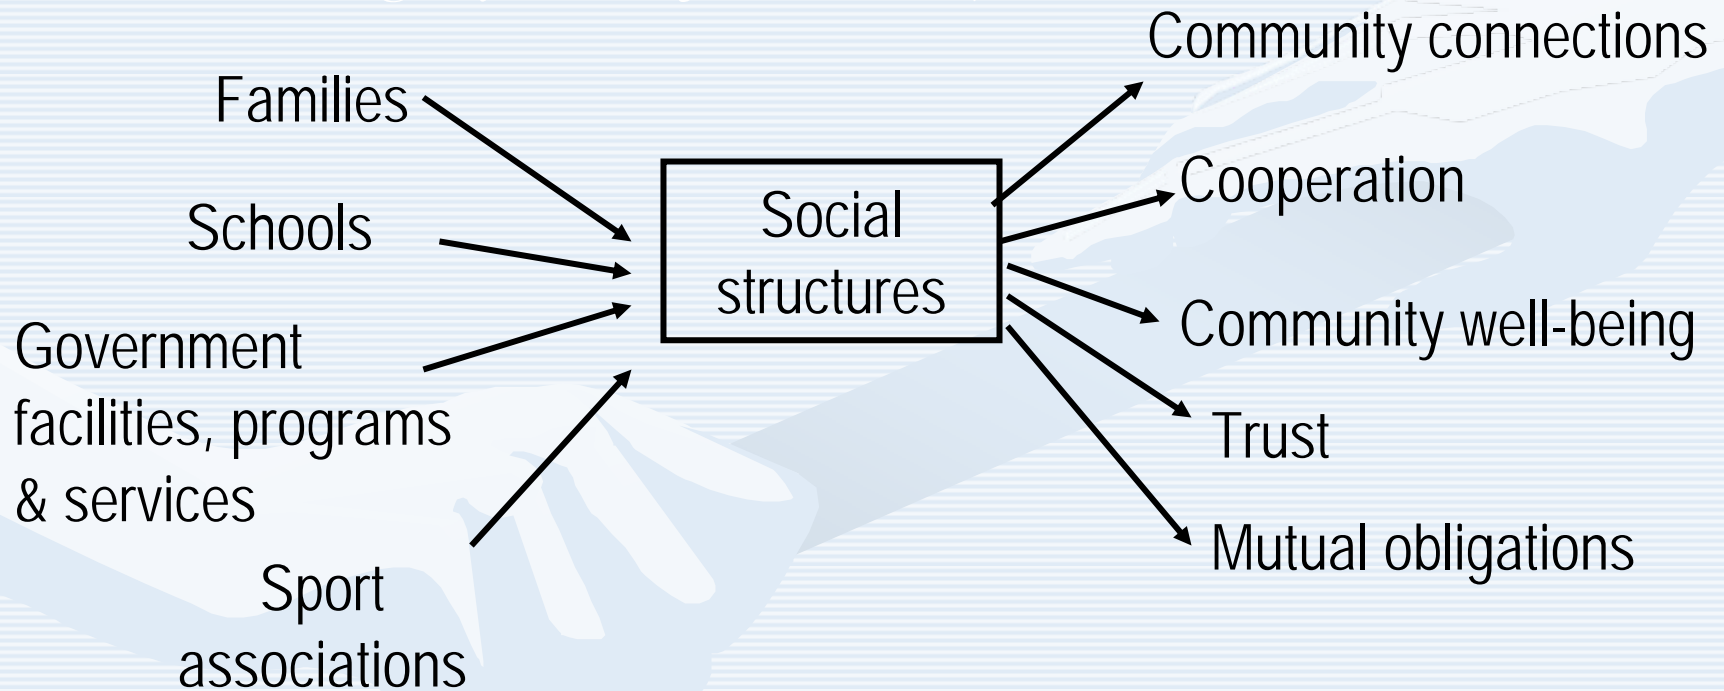 Families
Schools
Government
facilities, programs
& services
Sport
associations
Social
structures
Community connections
Cooperation
Community well-being
Trust
Mutual obligations